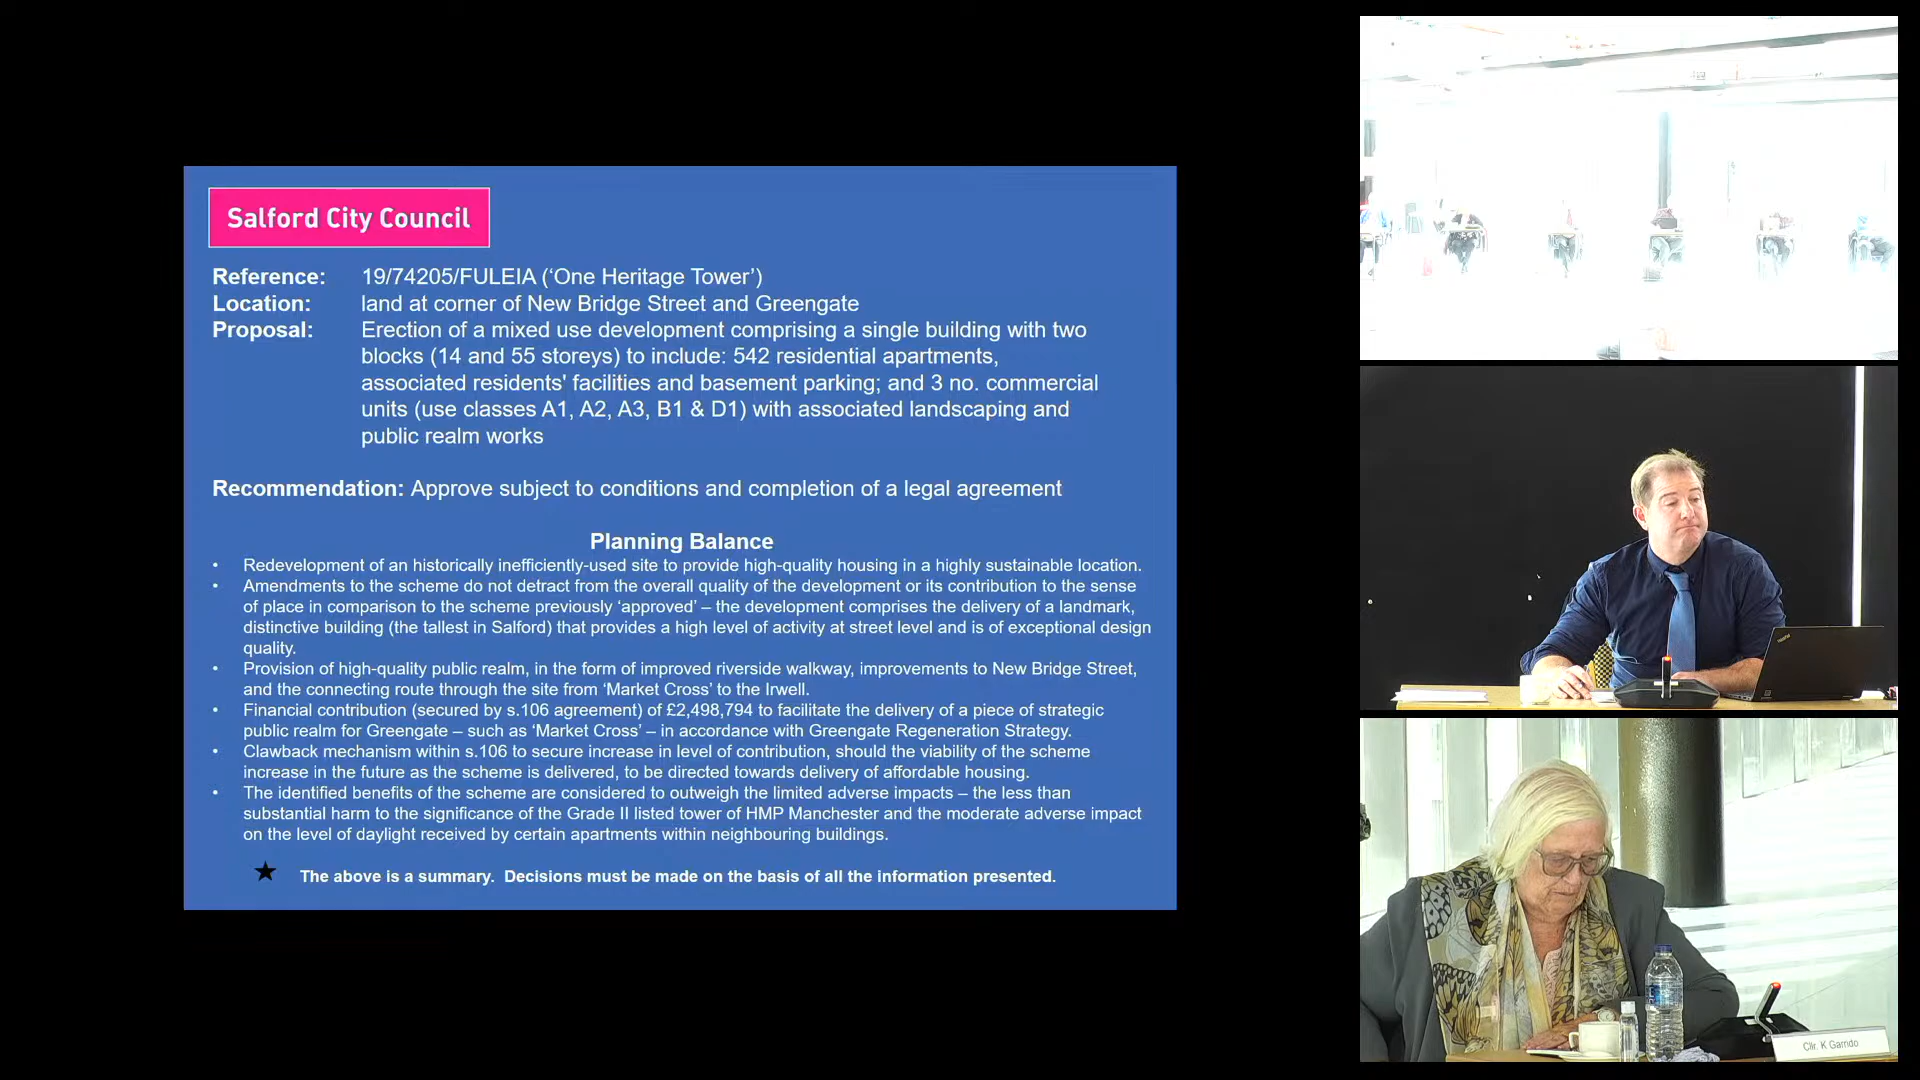 Salford City Council
Reference: 19/74205/FULEIA (‘One Heritage Tower’)
Location: land at corner of New Bridge Street and Greengate
Proposal: Erection of a mixed use development comprising a single building with two
blocks (14 and 55 storeys) to include: 542 residential apartments,
associated residents' facilities and basement parking; and 3 no. commercial
units (use classes A1, A2, A3, B1 & D1) with associated landscaping and
public realm works
Recommendation: Approve subject to conditions and completion of a legal agreement
Planning Balance
• Redevelopment of an historically inefficiently-used site to provide high-quality housing in a highly sustainable location.
• Amendments to the scheme do not detract from the overall quality of the development or its contribution to the sense
of place in comparison to the scheme previously ‘approved’ – the development comprises the delivery of a landmark,
distinctive building (the tallest in Salford) that provides a high level of activity at street level and is of exceptional design
quality.
• Provision of high-quality public realm, in the form of improved riverside walkway, improvements to New Bridge Street,
and the connecting route through the site from ‘Market Cross’ to the Irwell.
• Financial contribution (secured by s.106 agreement) of £2,498,794 to facilitate the delivery of a piece of strategic
public realm for Greengate – such as ‘Market Cross’ – in accordance with Greengate Regeneration Strategy.
• Clawback mechanism within s.106 to secure increase in level of contribution, should the viability of the scheme
increase in the future as the scheme is delivered, to be directed towards delivery of affordable housing.
• The identified benefits of the scheme are considered to outweigh the limited adverse impacts – the less than
substantial harm to the significance of the Grade II listed tower of HMP Manchester and the moderate adverse impact
on the level of daylight received by certain apartments within neighbouring buildings.
★ The above is a summary. Decisions must be made on the basis of all the information presented.
Cllr. K Garrido